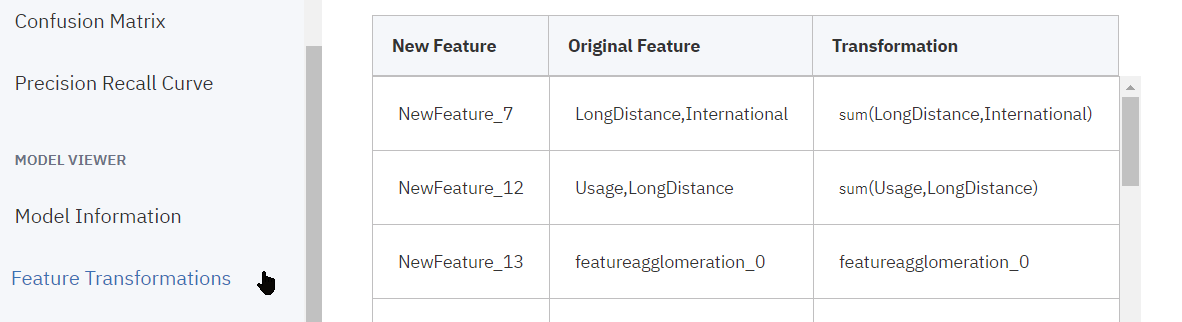 Confusion Matrix
Precision Recall Curve
MODEL VIEWER
Model Information
Feature Transformations
New Feature Original Feature Transformation
NewFeature_7 LongDistance,International sum(LongDistance,International)
NewFeature_12 Usage,LongDistance sum(Usage,LongDistance)
NewFeature_13 featureagglomeration_0 featureagglomeration_0